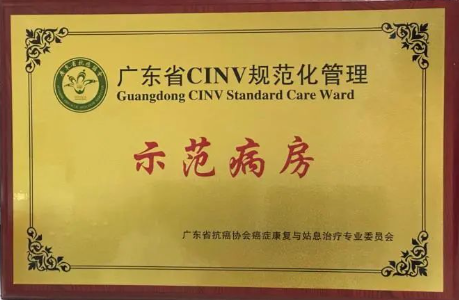 广东省CINV规范化管理
Guangdong CINV Standard Care Ward
示范病房
广东省抗癌协会癌症康复与姑息治疗专业委员会